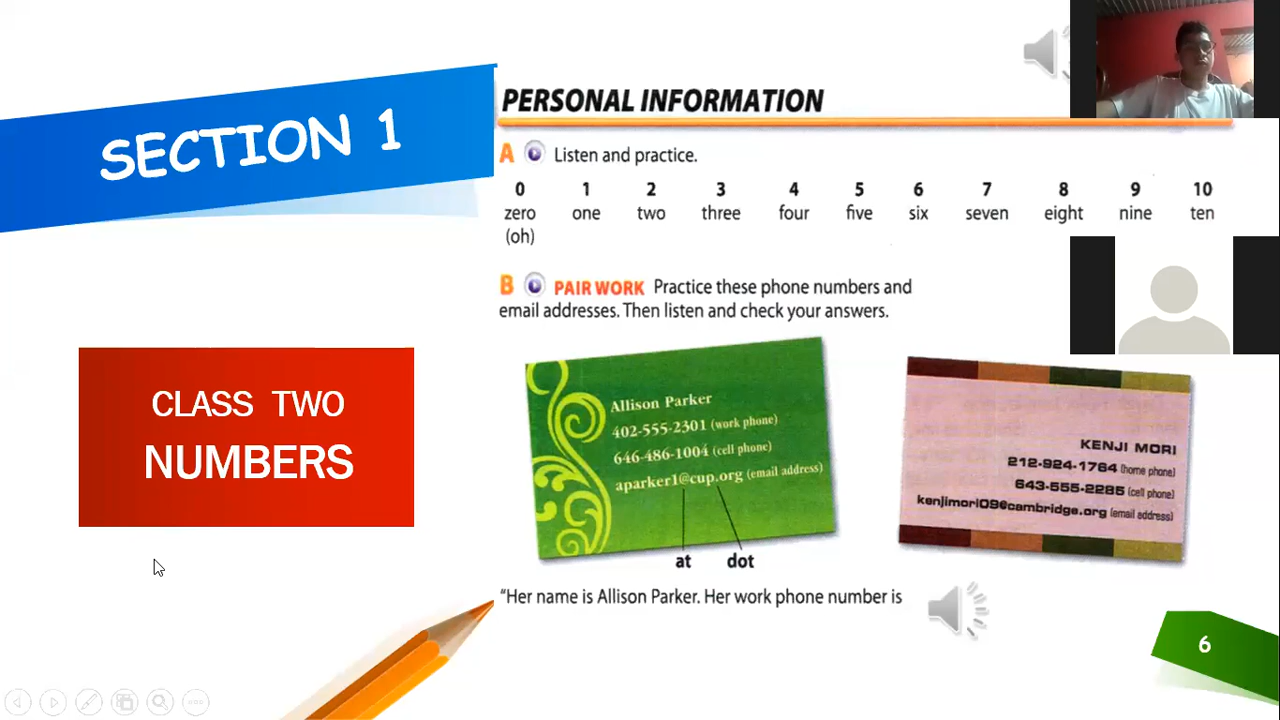 SECTION 1
CLASS TWO
NUMBERS
PERSONAL INFORMATION
A Listen and practice.
0 1 2 3 4 5 6 7 8 9 10
zero one two three four five six seven eight nine ten
(oh)
B PAIR WORK Practice these phone numbers and
email addresses. Then listen and check your answers.
Allison Parker
402-555-2301 (work phone)
646-486-1004 (cell phone)
aparker1@cup.org (email address)
at dot
KENJI MORI
212-924-1764 (home phone)
643-555-2285 (cell phone)
kenjimori09@cambridge.org (email address)
"Her name is Allison Parker. Her work phone number is
6